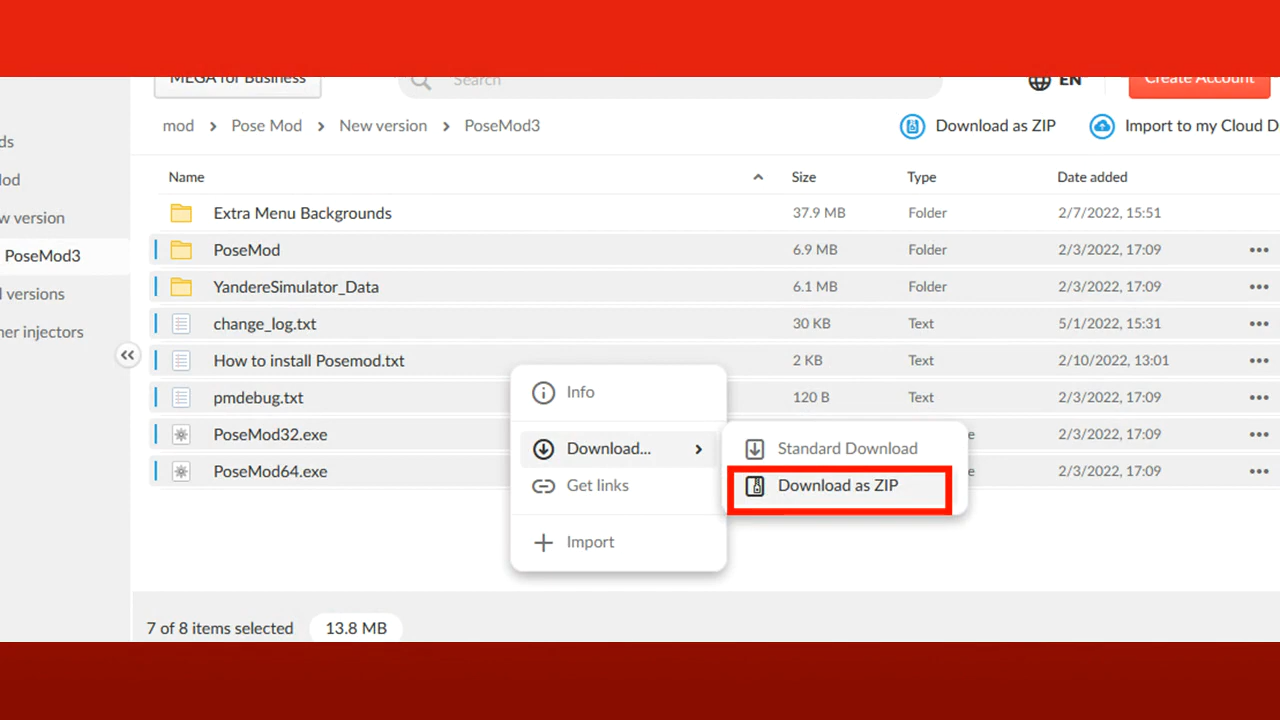 MEGA for Business
Search
EN
Create Account
mod > Pose Mod > New version > PoseMod3
Download as ZIP
Import to my Cloud D
ds
Mod
w version
PoseMod3
d versions
her injectors
Name Size Type Date added
Extra Menu Backgrounds 37.9 MB Folder 2/7/2022, 15:51
PoseMod 6.9 MB Folder 2/3/2022, 17:09
YandereSimulator_Data 6.1 MB Folder 2/3/2022, 17:09
change_log.txt 30 KB Text 5/1/2022, 15:31
How to install Posemod.txt 2 KB Text 2/10/2022, 13:01
pmdebug.txt 120 B Text 2/3/2022, 17:09
PoseMod32.exe e 2/3/2022, 17:09
PoseMod64.exe e 2/3/2022, 17:09
Info
Download...
Get links
Import
Standard Download
Download as ZIP
7 of 8 items selected 13.8 MB